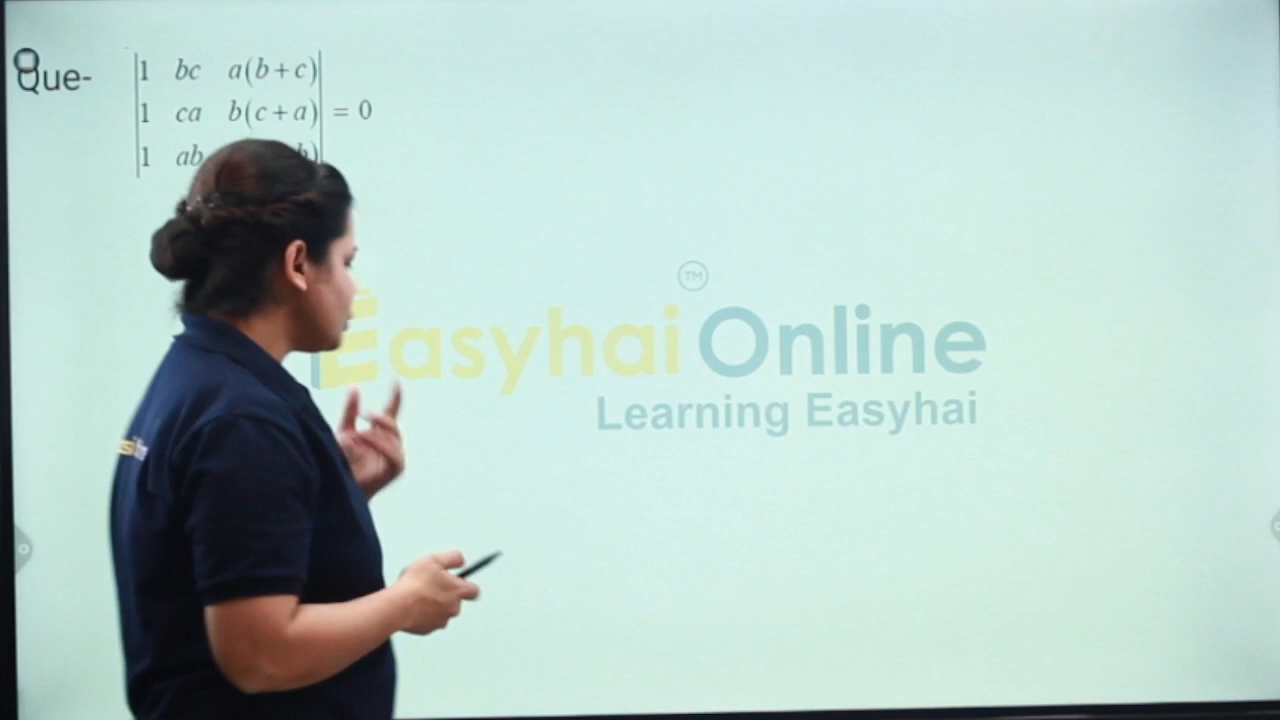 Que-
1 bc a(b+c)
1 ca b(c+a) = 0
1 ab b)
TM
Easyhai Online
Learning Easyhai